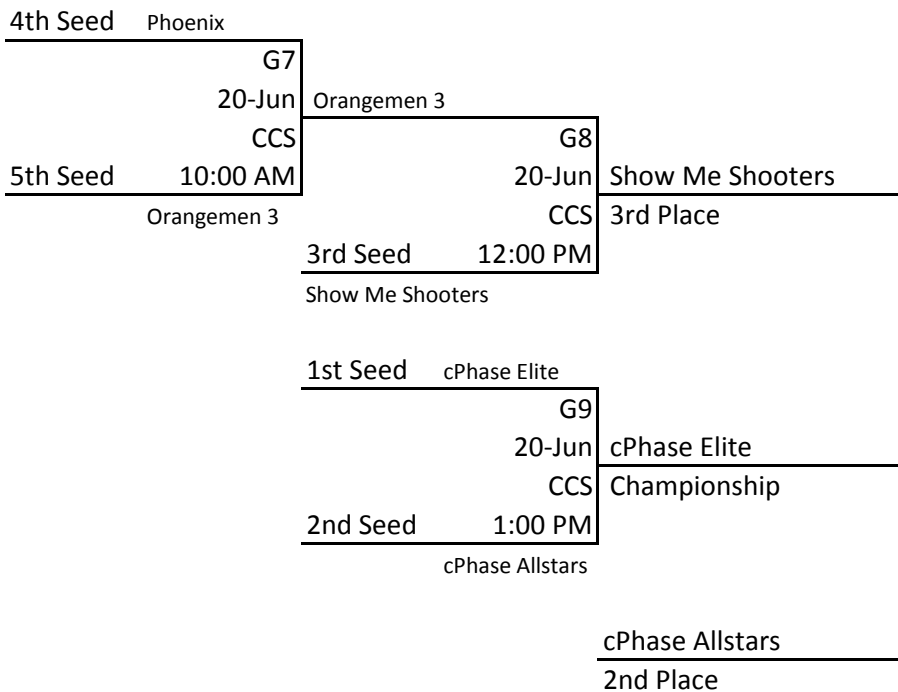 4th Seed Phoenix
G7
20-Jun Orangemen 3
CCS G8
5th Seed 10:00 AM 20-Jun Show Me Shooters
Orangemen 3 CCS 3rd Place
3rd Seed 12:00 PM
Show Me Shooters
1st Seed cPhase Elite
G9
20-Jun cPhase Elite
CCS Championship
2nd Seed 1:00 PM
cPhase Allstars
cPhase Allstars
2nd Place